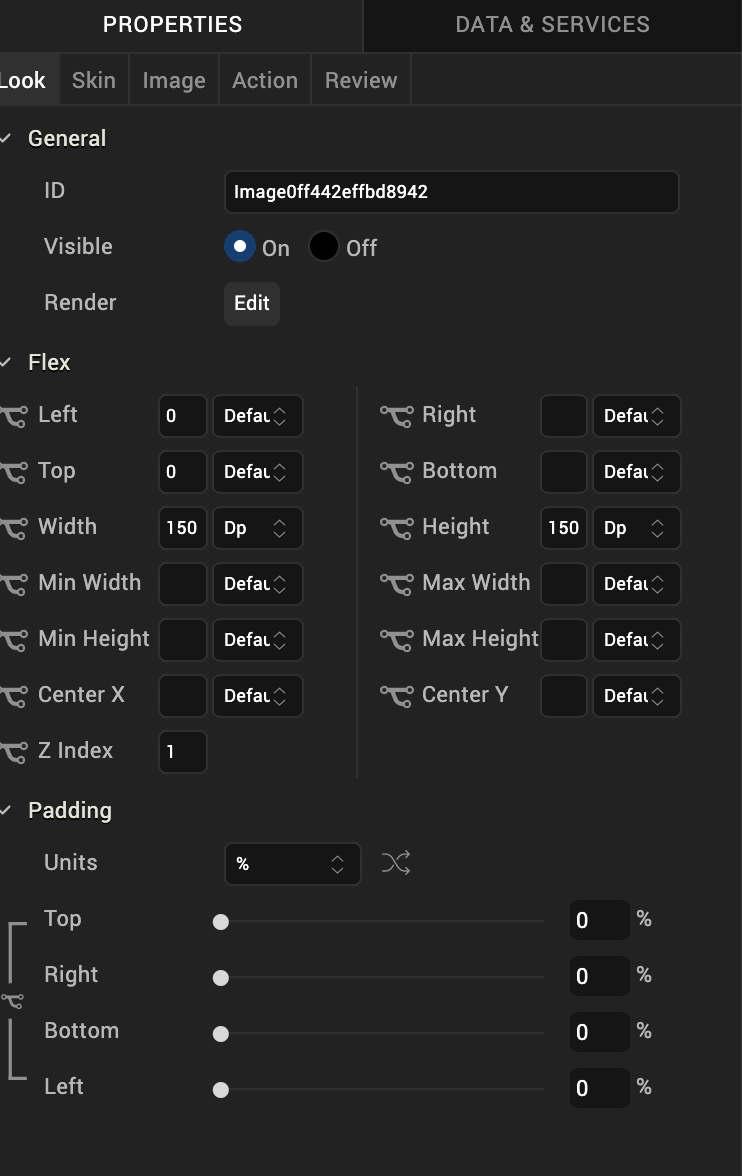 PROPERTIES DATA & SERVICES
Look Skin Image Action Review
General
ID Image0ff442effbd8942
Visible On Off
Render Edit
Flex
Left 0 Defau Right Defau
Top 0 Defau Bottom Defau
Width 150 Dp Height 150 Dp
Min Width Defau Max Width Defau
Min Height Defau Max Height Defau
Center X Defau Center Y Defau
Z Index 1
Padding
Units %
Top 0 %
Right 0 %
Bottom 0 %
Left 0 %